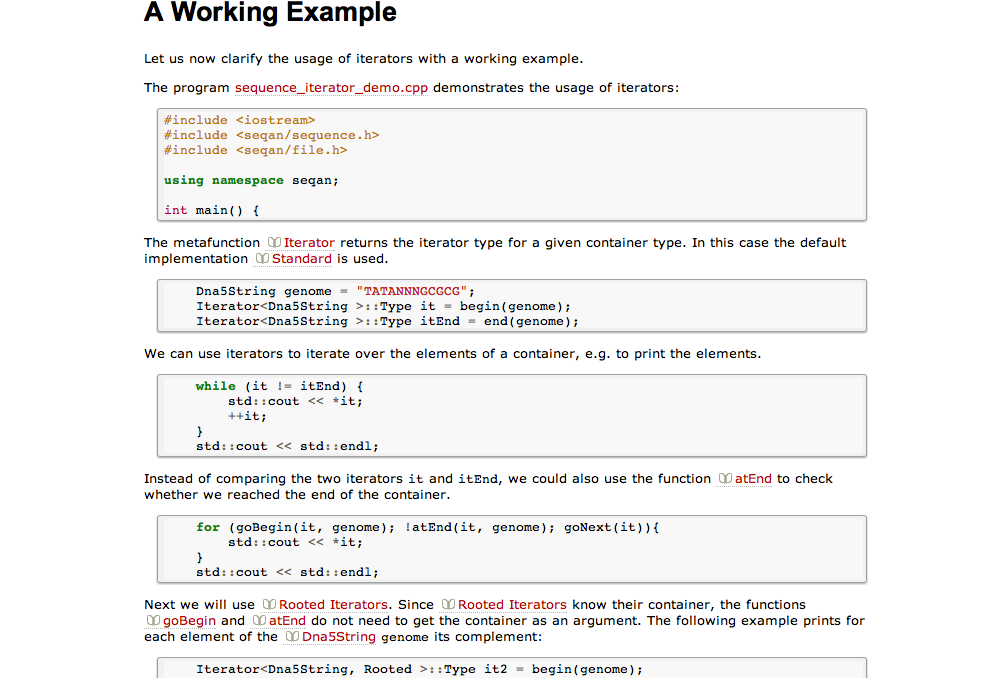 A Working Example
Let us now clarify the usage of iterators with a working example.
The program sequence_iterator_demo.cpp demonstrates the usage of iterators:
#include <iostream>
#include <seqan/sequence.h>
#include <seqan/file.h>
using namespace seqan;
int main() {
The metafunction Iterator returns the iterator type for a given container type. In this case the default
implementation Standard is used.
Dna5String genome = "TATANNNGCGCG";
Iterator<Dna5String >::Type it = begin(genome);
Iterator<Dna5String >::Type itEnd = end(genome);
We can use iterators to iterate over the elements of a container, e.g. to print the elements.
while (it != itEnd) {
std::cout << *it;
++it;
}
std::cout << std::endl;
Instead of comparing the two iterators it and itEnd, we could also use the function atEnd to check
whether we reached the end of the container.
for (goBegin(it, genome); !atEnd(it, genome); goNext(it)){
std::cout << *it;
}
std::cout << std::endl;
Next we will use Rooted Iterators. Since Rooted Iterators know their container, the functions
goBegin and atEnd do not need to get the container as an argument. The following example prints for
each element of the Dna5String genome its complement:
Iterator<Dna5String, Rooted >::Type it2 = begin(genome);